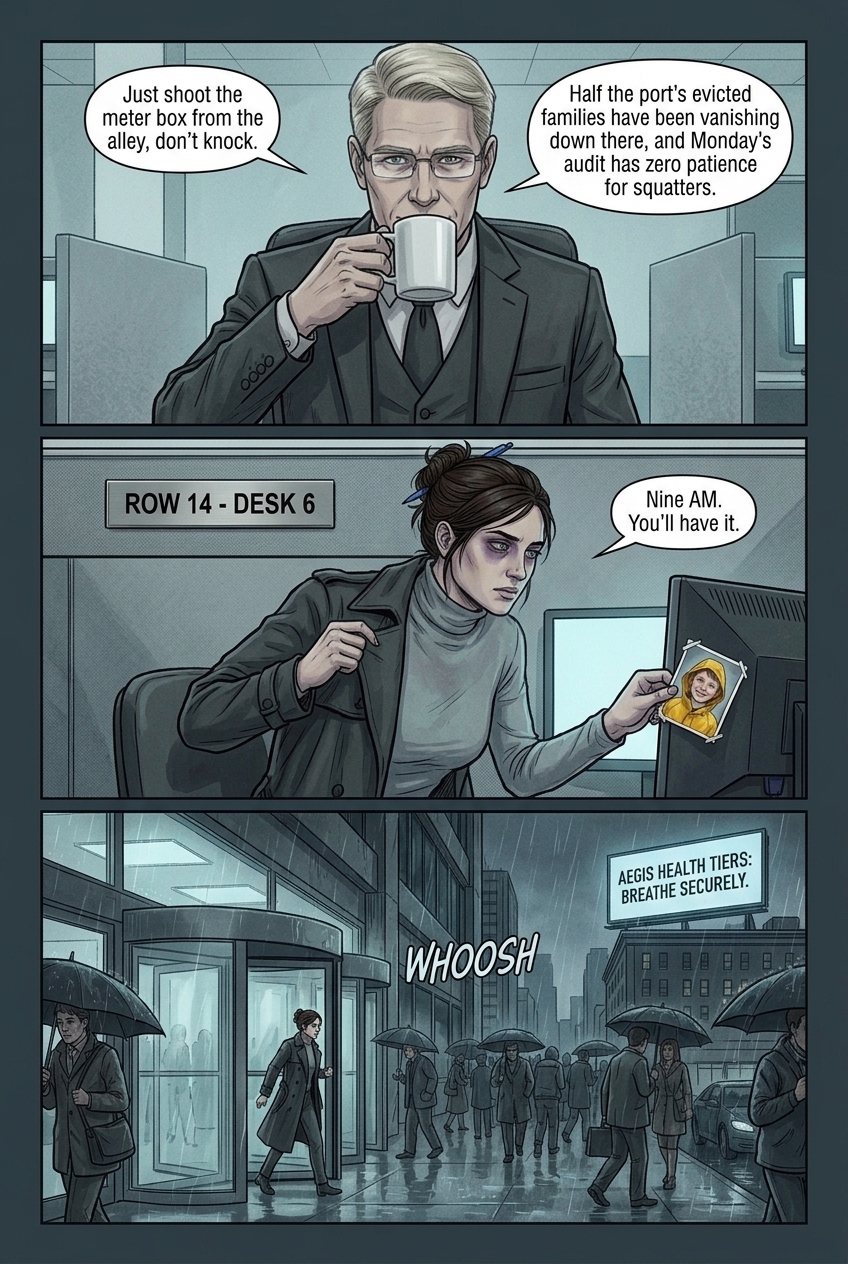 Just shoot the
meter box from the
alley, don't knock.
Half the port's evicted
families have been vanishing
down there, and Monday's
audit has zero patience
for squatters.
ROW 14 - DESK 6
Nine AM.
You'll have it.
AEGIS HEALTH TIERS:
BREATHE SECURELY.
WHOOSH